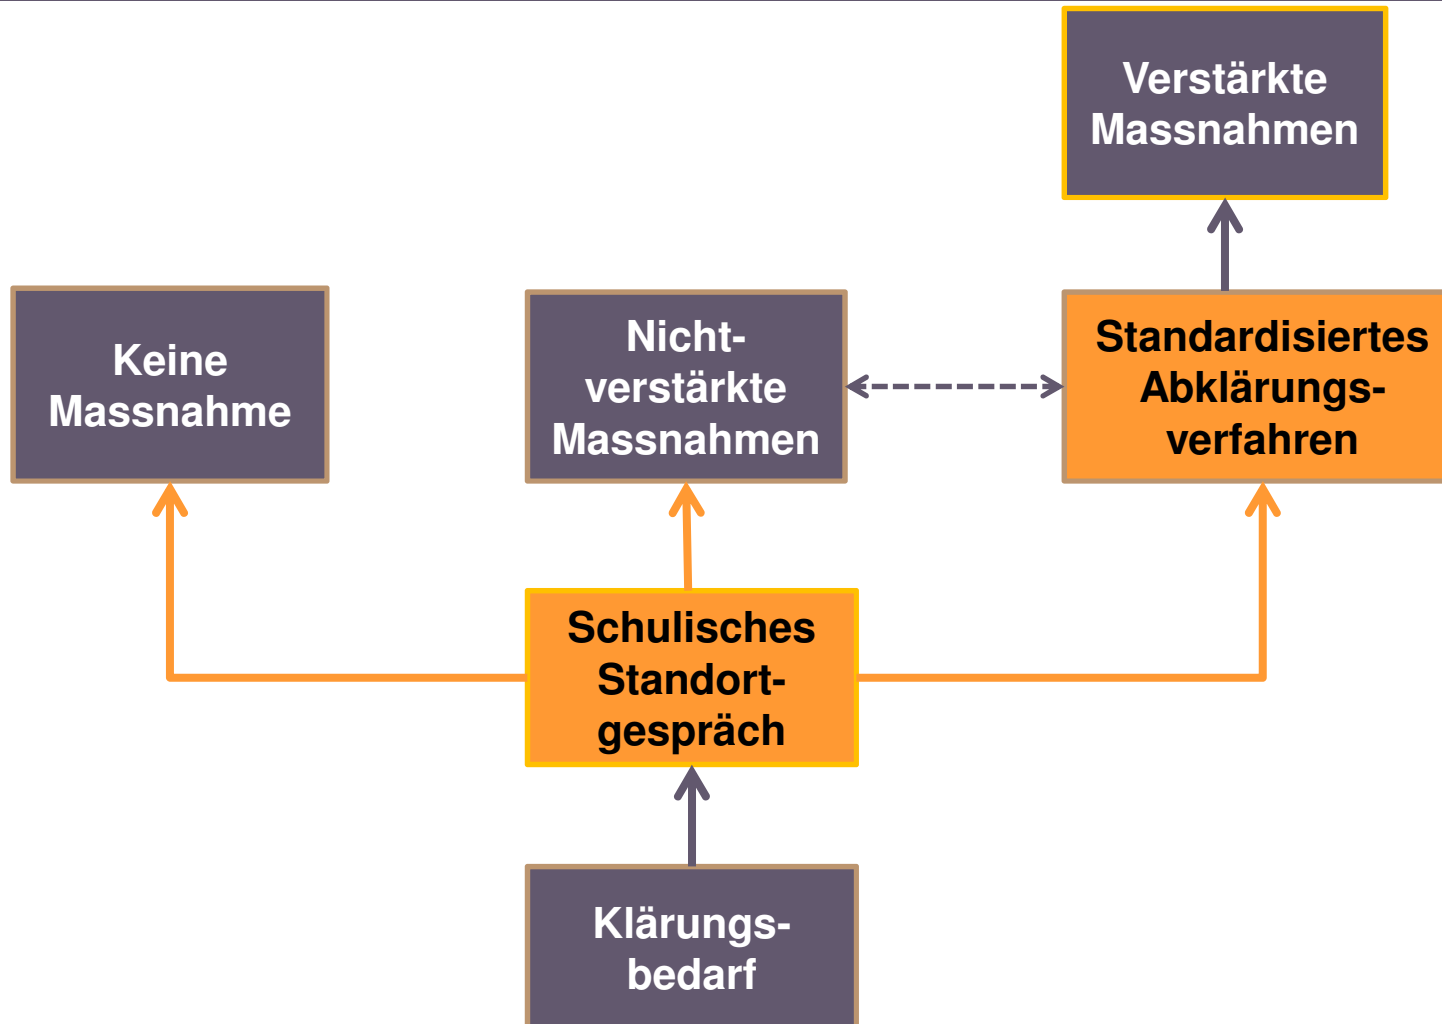 Verstärkte
Massnahmen
Keine
Massnahme
Nicht-
verstärkte
Massnahmen
Standardisiertes
Abklärungs-
verfahren
Schulisches
Standort-
gespräch
Klärungs-
bedarf